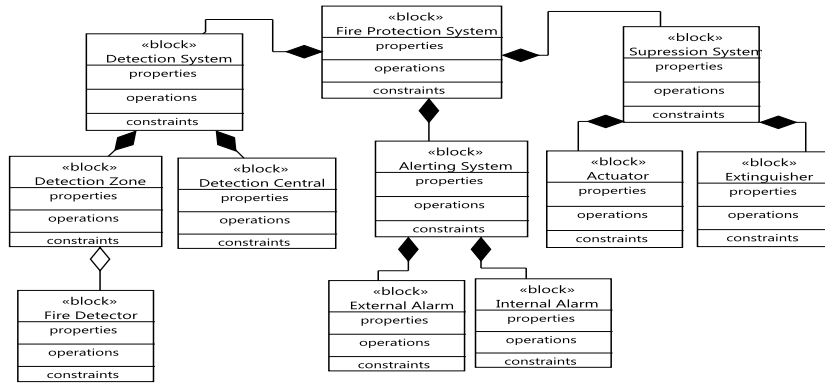 «block»
Fire Protection System
properties
operations
constraints
«block»
Detection System
properties
operations
constraints
«block»
Supression System
properties
operations
constraints
«block»
Detection Zone
properties
operations
constraints
«block»
Detection Central
properties
operations
constraints
«block»
Alerting System
properties
operations
constraints
«block»
Actuator
properties
operations
constraints
«block»
Extinguisher
properties
operations
constraints
«block»
Fire Detector
properties
operations
constraints
«block»
External Alarm
properties
operations
constraints
«block»
Internal Alarm
properties
operations
constraints